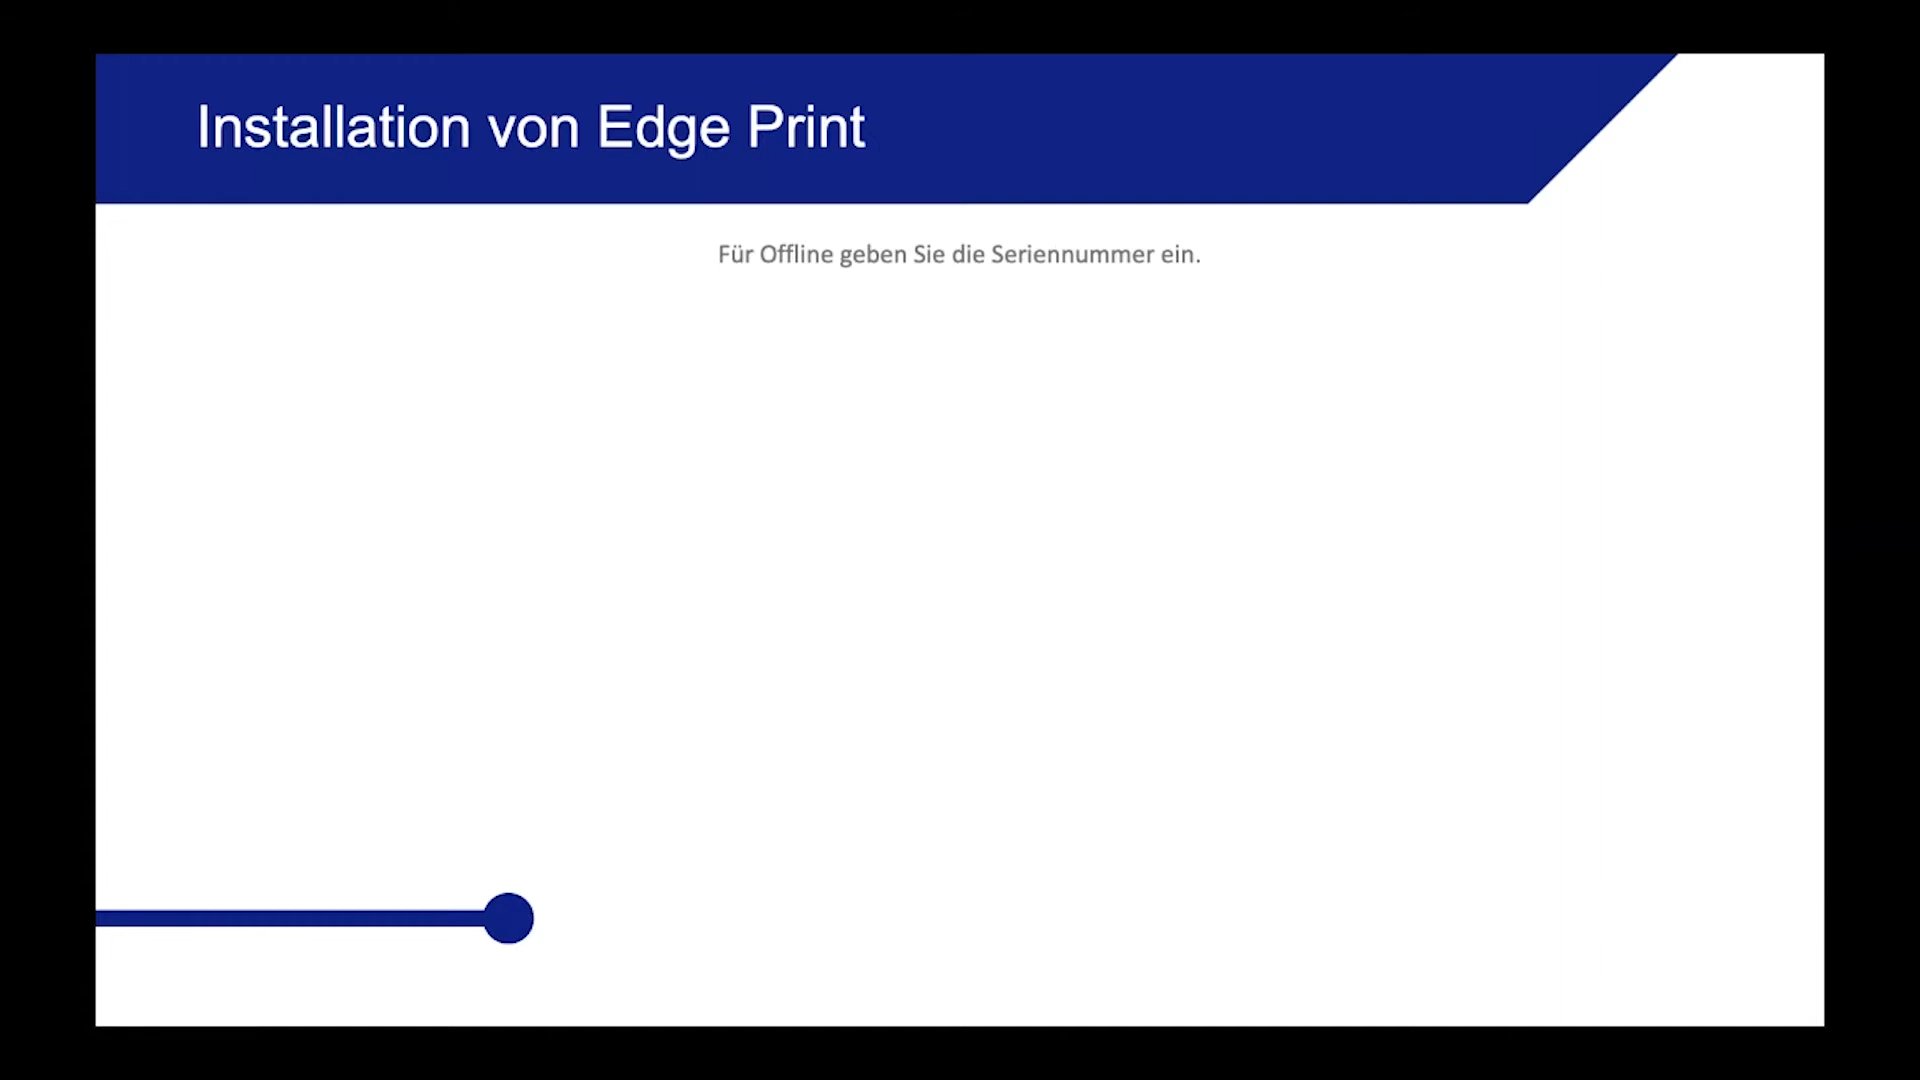 Installation von Edge Print
Für Offline geben Sie die Seriennummer ein.